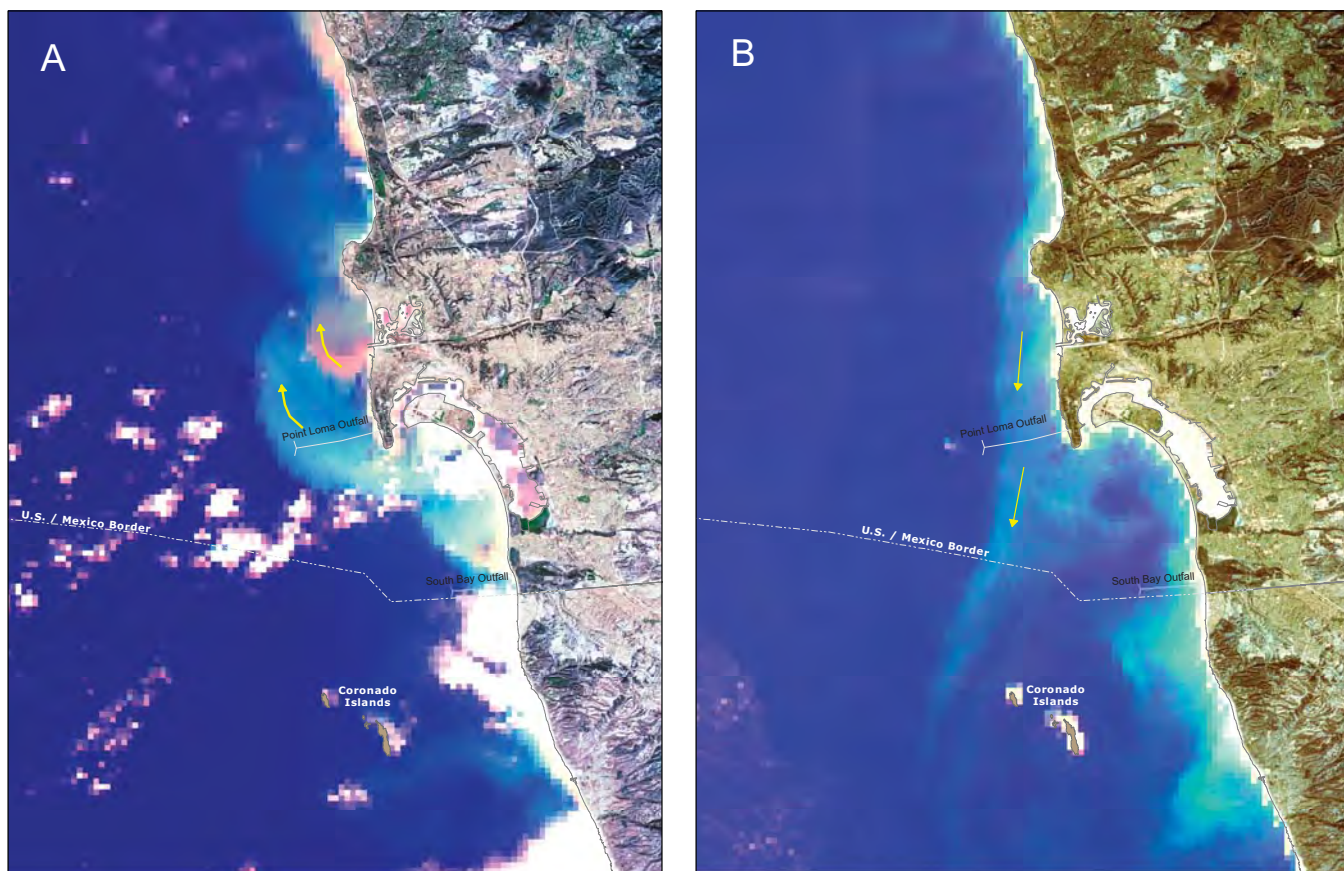 A
Point Loma Outfall
U.S. / Mexico Border
South Bay Outfall
Coronado
Islands
B
Point Loma Outfall
U.S. / Mexico Border
South Bay Outfall
Coronado
Islands